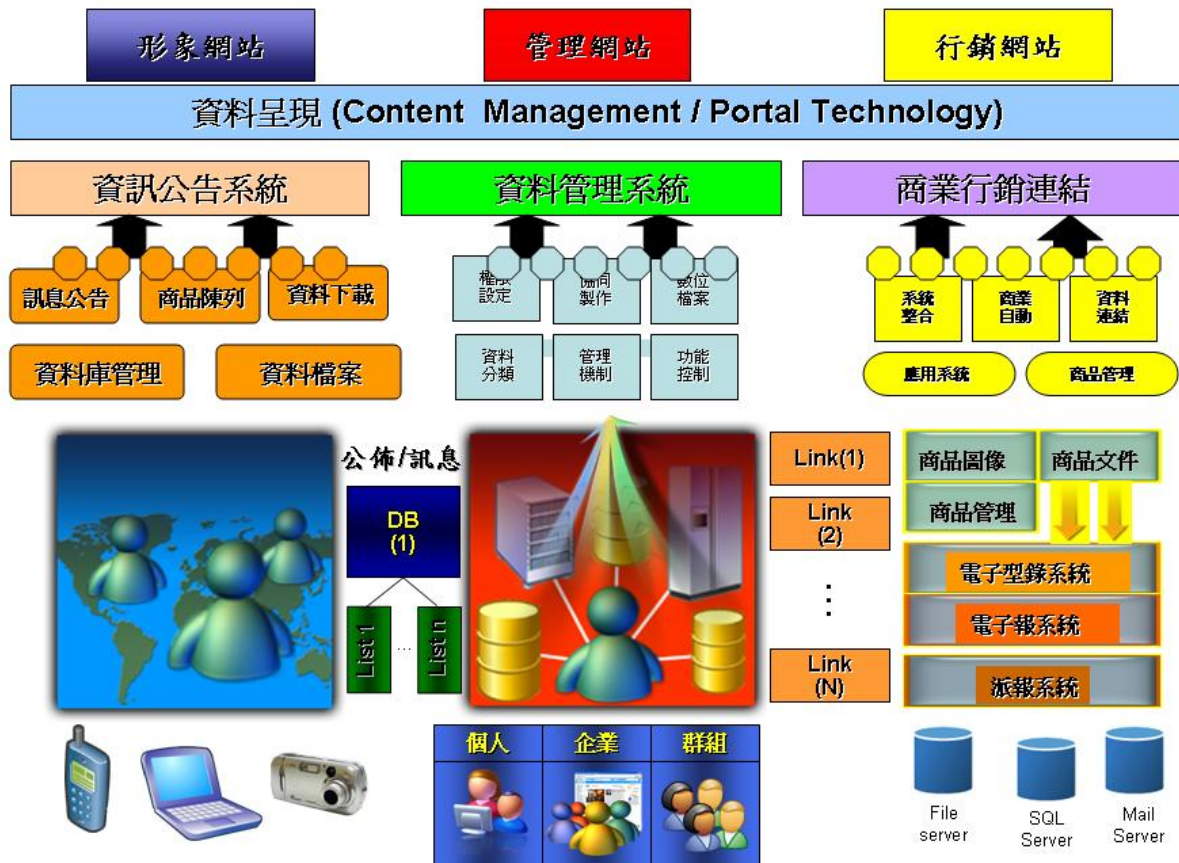 形象網站
管理網站
行銷網站
資料呈現 (Content Management / Portal Technology)
資訊公告系統
資料管理系統
商業行銷連結
訊息公告
商品陳列
資料下載
資料庫管理
資料檔案
權限
設定
協同
製作
數位
檔案
資料
分類
管理
機制
功能
控制
系統
整合
商業
自動
資料
連結
應用系統
商品管理
公佈/訊息
DB
(1)
List 1
...
List n
Link(1)
Link
(2)
⋮
Link
(N)
商品圖像
商品文件
商品管理
電子型錄系統
電子報系統
派報系統
個人
企業
群組
File
server
SQL
Server
Mail
Server